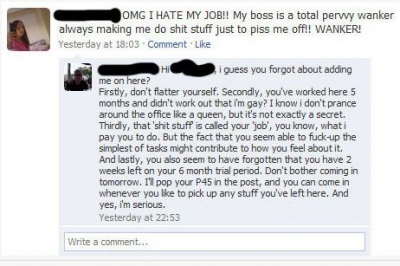 OMG I HATE MY JOB!! My boss is a total pervvy wanker
always making me do shit stuff just to piss me off!! WANKER!
Yesterday at 18:03 · Comment · Like
Hi , i guess you forgot about adding
me on here?
Firstly, don't flatter yourself. Secondly, you've worked here 5
months and didn't work out that i'm gay? I know i don't prance
around the office like a queen, but it's not exactly a secret.
Thirdly, that 'shit stuff' is called your 'job', you know, what i
pay you to do. But the fact that you seem able to fuck-up the
simplest of tasks might contribute to how you feel about it.
And lastly, you also seem to have forgotten that you have 2
weeks left on your 6 month trial period. Don't bother coming in
tomorrow. I'll pop your P45 in the post, and you can come in
whenever you like to pick up any stuff you've left here. And
yes, i'm serious.
Yesterday at 22:53
Write a comment...